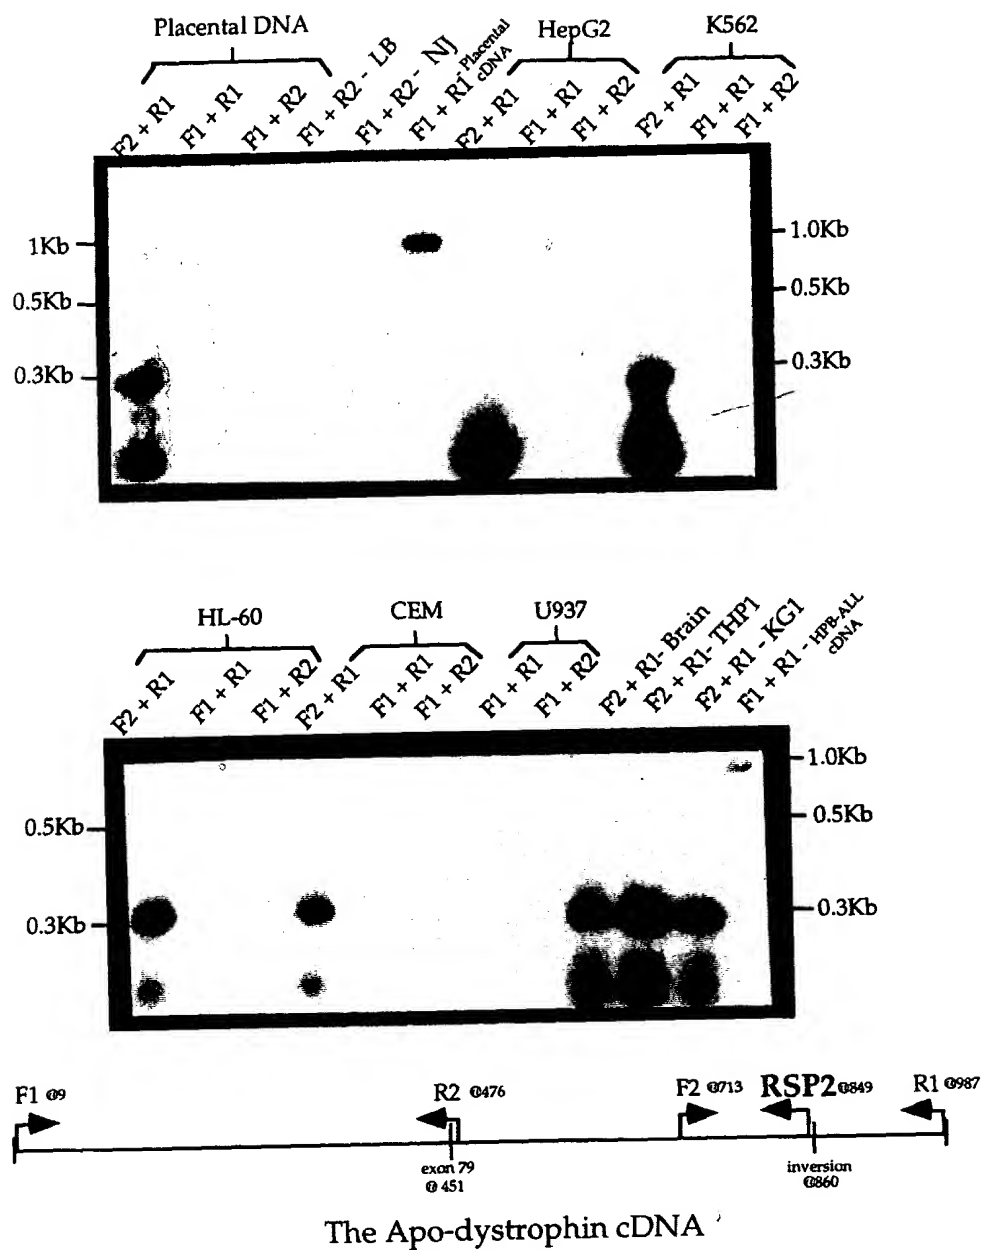 Placental DNA
HepG2
K562
F2 + R1
F1 + R1
F1 + R2
F1 + R2 - LB
F1 + R2 - NJ
F1 + R1 - Placental cDNA
F2 + R1
F1 + R1
F1 + R2
F2 + R1
F1 + R1
F1 + R2
1Kb
0.5Kb
0.3Kb
1.0Kb
0.5Kb
0.3Kb
HL-60
CEM
U937
F2 + R1
F1 + R1
F1 + R2
F2 + R1
F1 + R1
F1 + R2
F1 + R1
F1 + R2
F2 + R1- Brain
F2 + R1- THP1
F2 + R1 - KG1
F1 + R1 - HPB-ALL cDNA
0.5Kb
0.3Kb
1.0Kb
0.5Kb
0.3Kb
F1 @9
R2 @476
F2 @713
RSP2 @849
R1 @987
exon 79
@ 451
inversion
@860
The Apo-dystrophin cDNA